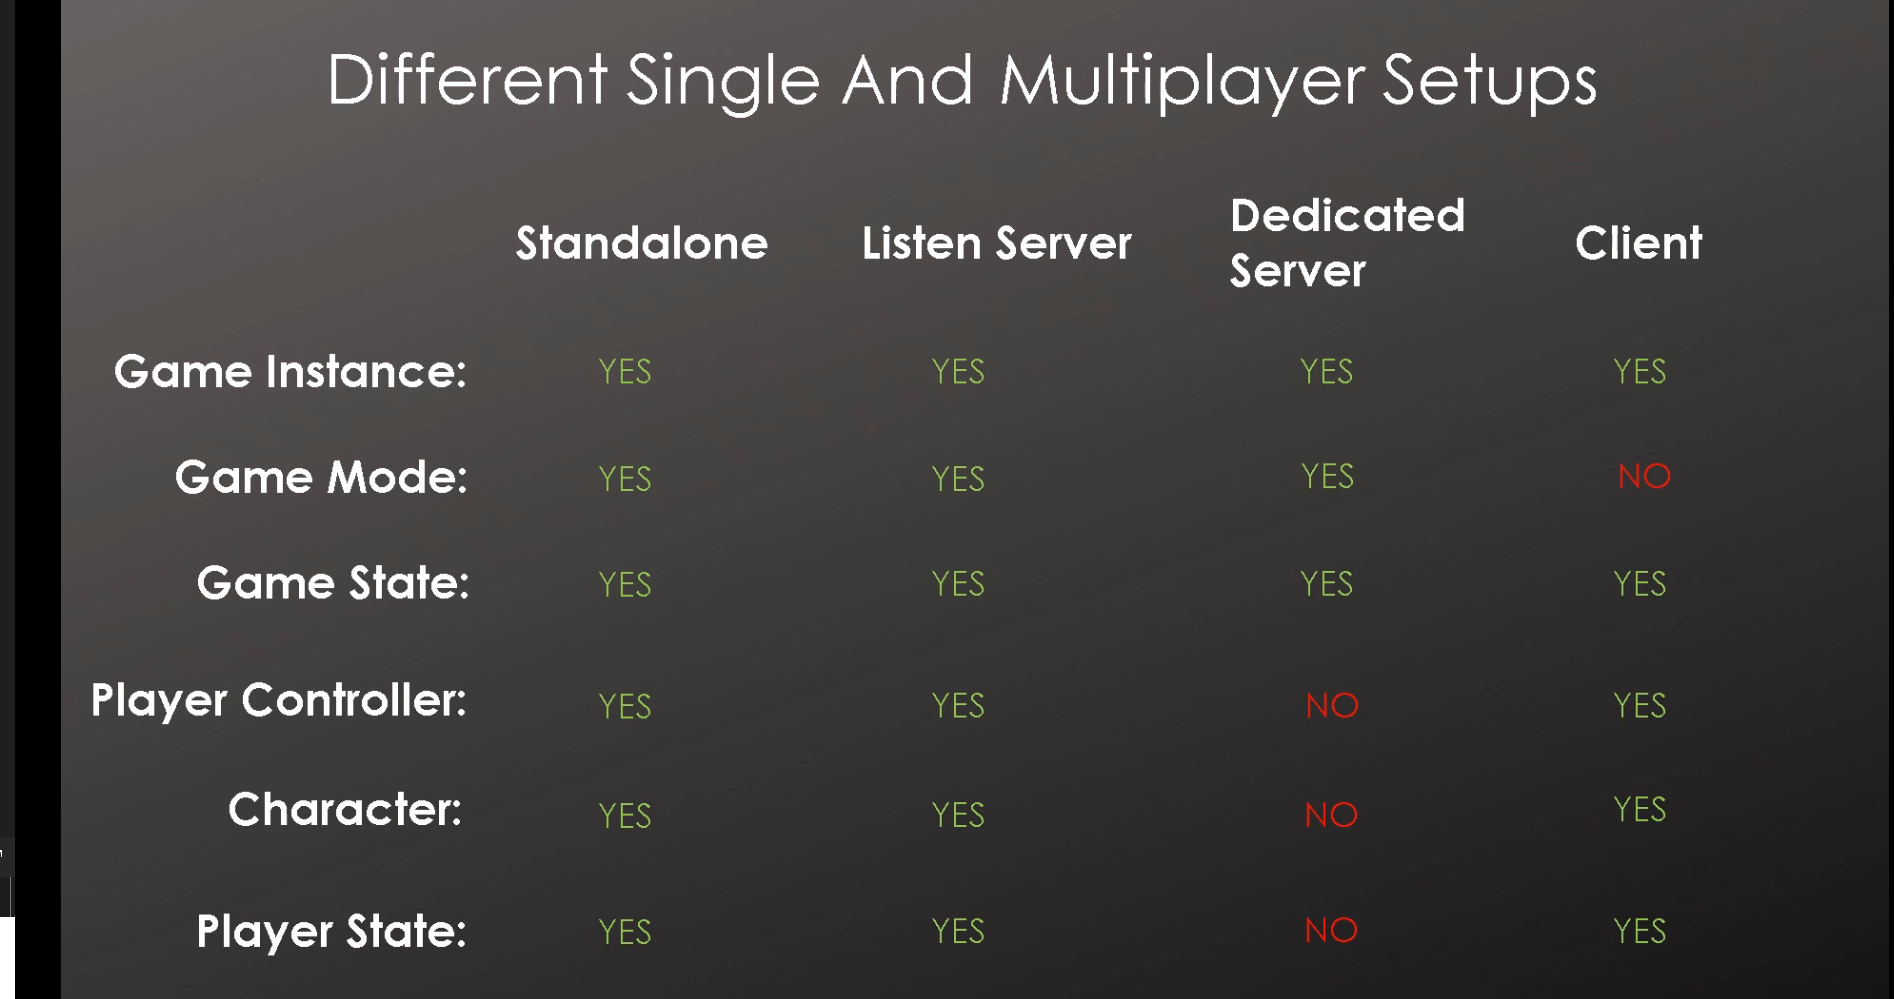 Different Single And Multiplayer Setups
Standalone Listen Server Dedicated Server Client
Game Instance: YES YES YES YES
Game Mode: YES YES YES NO
Game State: YES YES YES YES
Player Controller: YES YES NO YES
Character: YES YES NO YES
Player State: YES YES NO YES